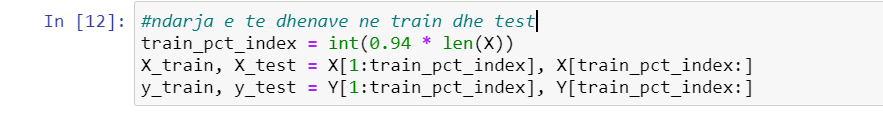 In [12]: #ndarja e te dhenave ne train dhe test
train_pct_index = int(0.94 * len(X))
X_train, X_test = X[1:train_pct_index], X[train_pct_index:]
y_train, y_test = Y[1:train_pct_index], Y[train_pct_index:]